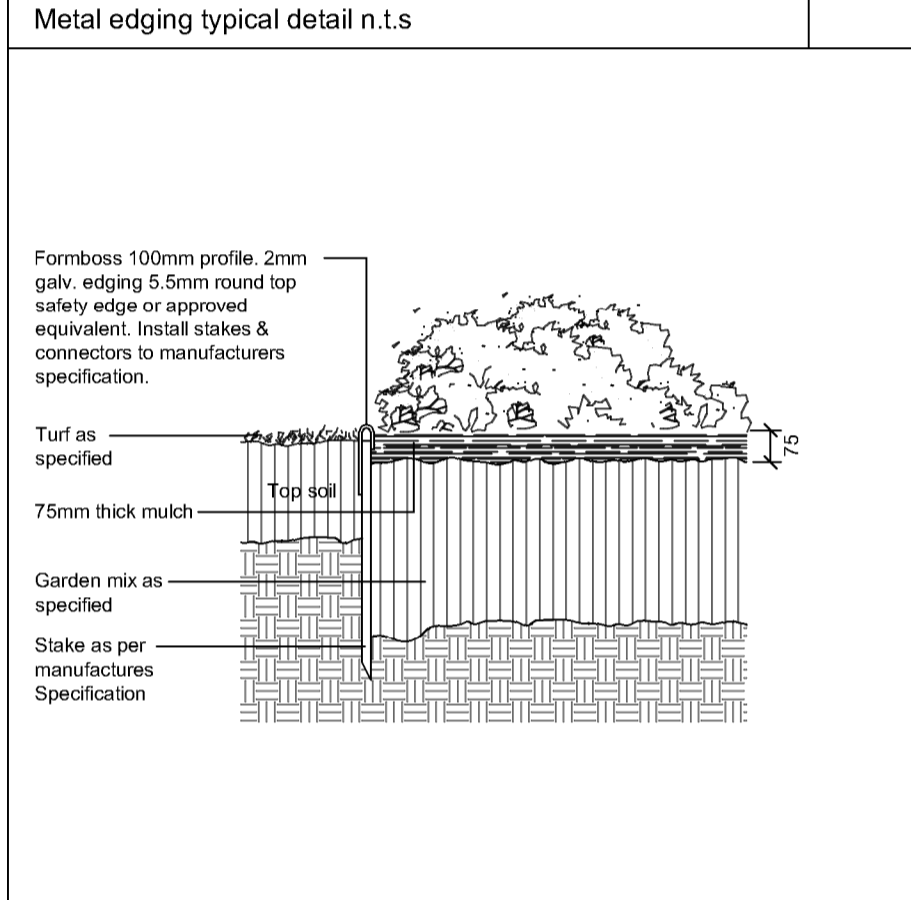 Metal edging typical detail n.t.s
Formboss 100mm profile. 2mm
galv. edging 5.5mm round top
safety edge or approved
equivalent. Install stakes &
connectors to manufacturers
specification.
Turf as
specified
75
Top soil
75mm thick mulch
Garden mix as
specified
Stake as per
manufactures
Specification